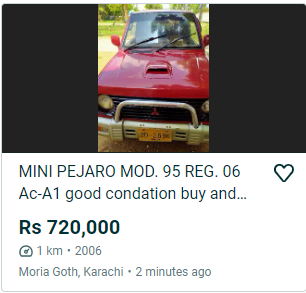 MINI PEJARO MOD. 95 REG. 06
Ac-A1 good condation buy and...
Rs 720,000
1 km • 2006
Moria Goth, Karachi • 2 minutes ago